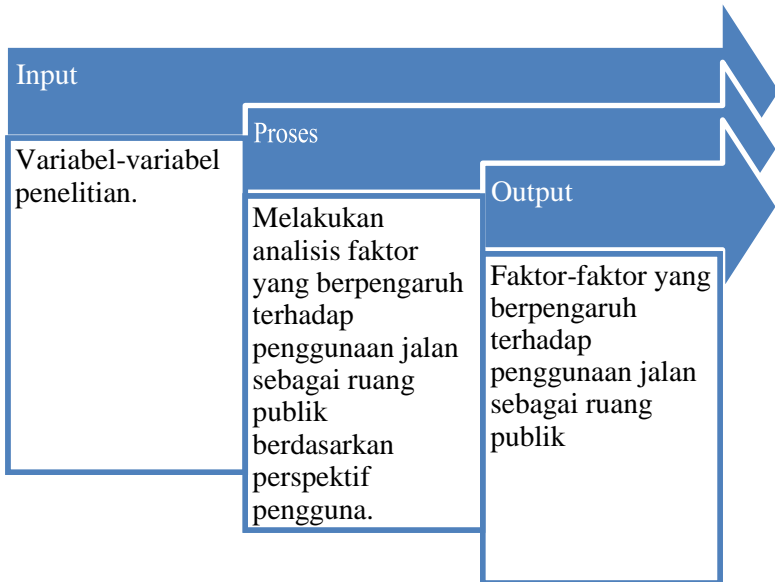 Input
Variabel-variabel
penelitian.
Proses
Melakukan
analisis faktor
yang berpengaruh
terhadap
penggunaan jalan
sebagai ruang
publik
berdasarkan
perspektif
pengguna.
Output
Faktor-faktor yang
berpengaruh
terhadap
penggunaan jalan
sebagai ruang
publik